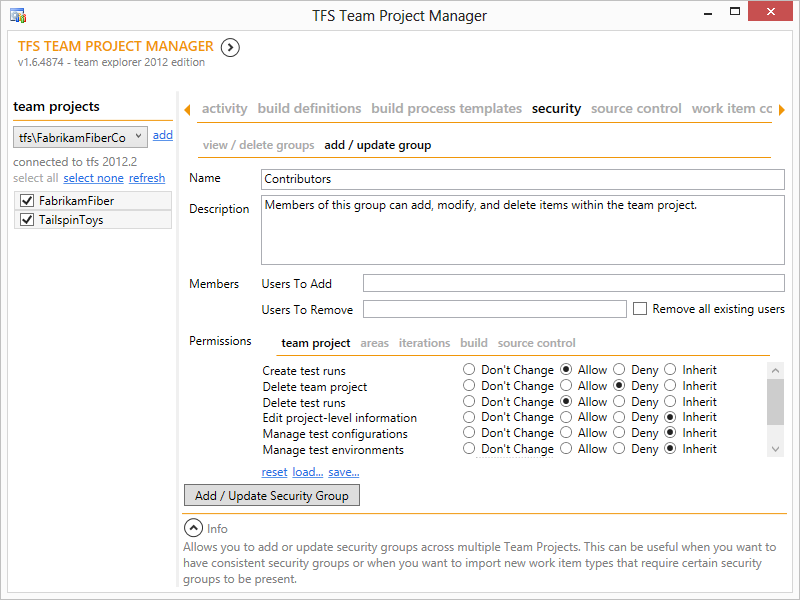 TFS Team Project Manager
TFS TEAM PROJECT MANAGER
v1.6.4874 - team explorer 2012 edition
team projects
tfs\FabrikamFiberCo add
connected to tfs 2012.2
select all select none refresh
FabrikamFiber
TailspinToys
activity build definitions build process templates security source control work item cc
view / delete groups add / update group
Name Contributors
Description Members of this group can add, modify, and delete items within the team project.
Members Users To Add
Users To Remove Remove all existing users
Permissions team project areas iterations build source control
Create test runs Don't Change Allow Deny Inherit
Delete team project Don't Change Allow Deny Inherit
Delete test runs Don't Change Allow Deny Inherit
Edit project-level information Don't Change Allow Deny Inherit
Manage test configurations Don't Change Allow Deny Inherit
Manage test environments Don't Change Allow Deny Inherit
reset load... save...
Add / Update Security Group
Info
Allows you to add or update security groups across multiple Team Projects. This can be useful when you want to
have consistent security groups or when you want to import new work item types that require certain security
groups to be present.